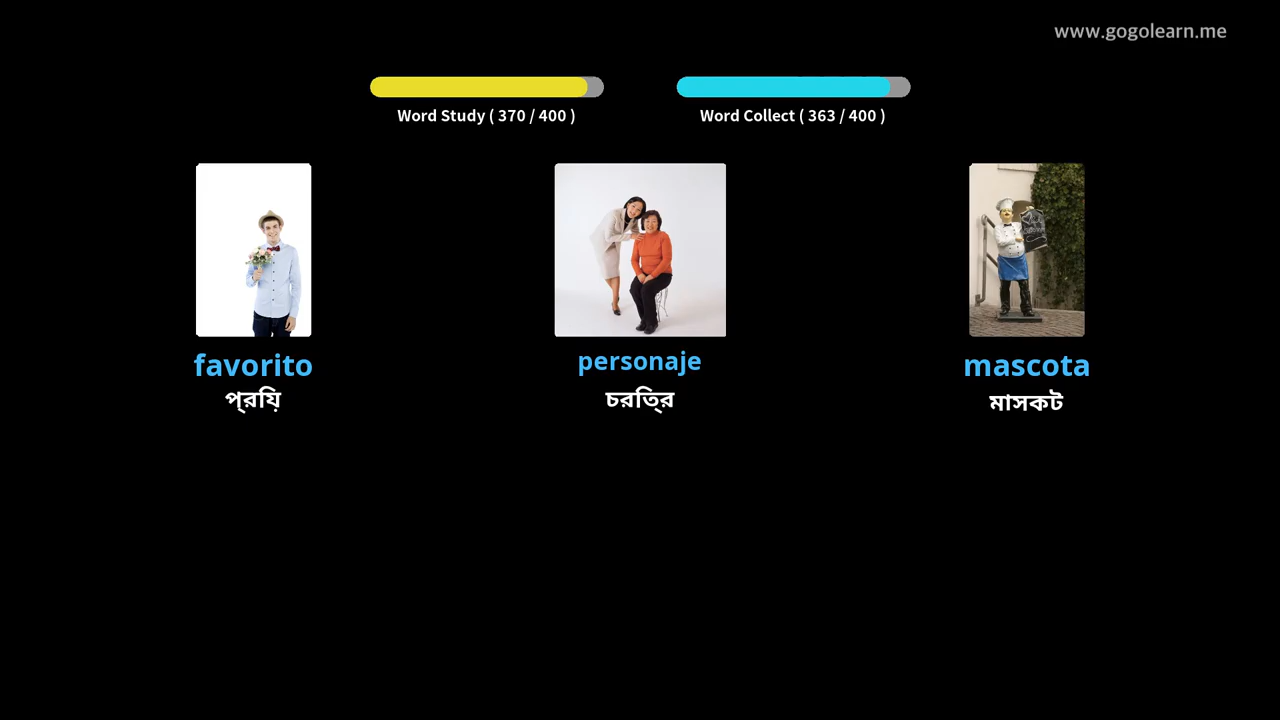 www.gogolearn.me
Word Study ( 370 / 400 )
Word Collect ( 363 / 400 )
favorito
প্রিয়
personaje
চরিত্র
mascota
মাসকট